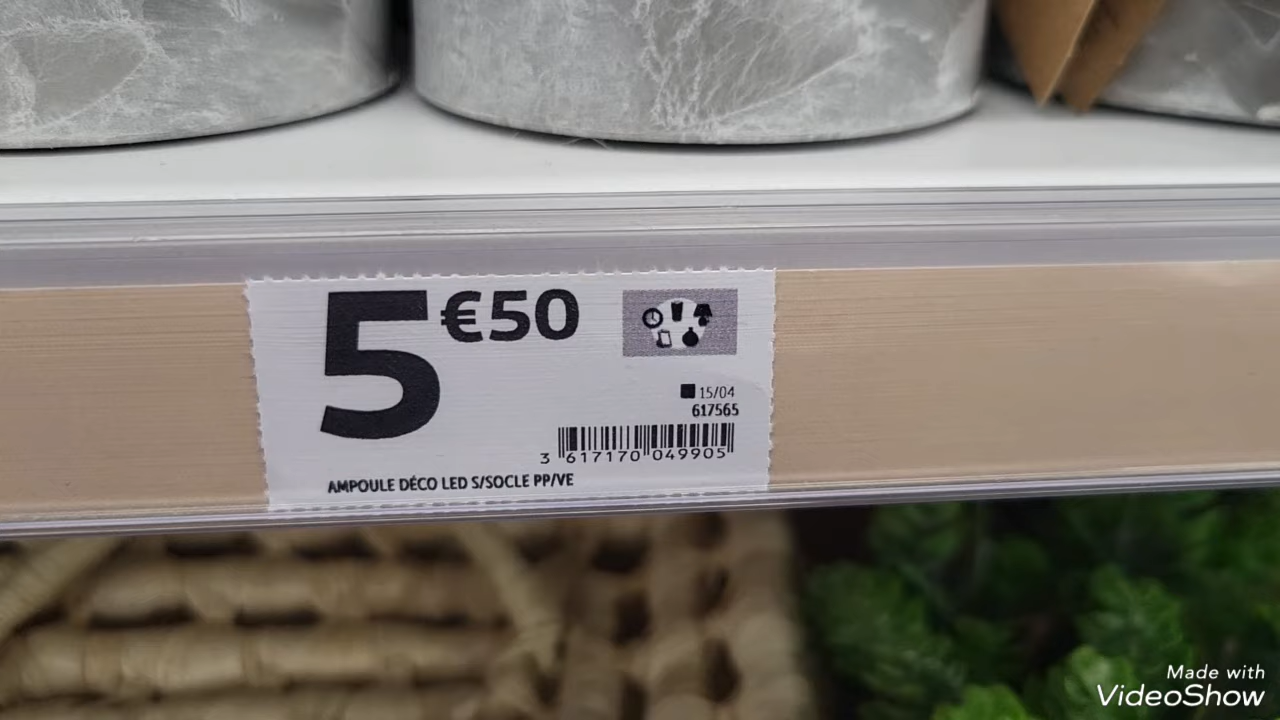 5€50
15/04
617565
3 617170 049905
AMPOULE DÉCO LED S/SOCLE PP/VE
Made with
VideoShow